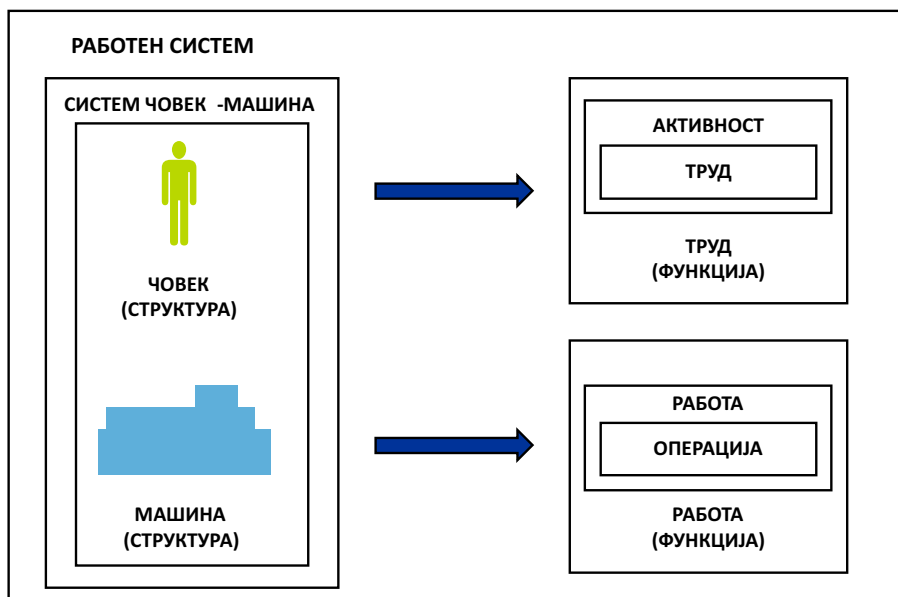 РАБОТЕН СИСТЕМ
СИСТЕМ ЧОВЕК -МАШИНА
ЧОВЕК
(СТРУКТУРА)
МАШИНА
(СТРУКТУРА)
АКТИВНОСТ
ТРУД
ТРУД
(ФУНКЦИЈА)
РАБОТА
ОПЕРАЦИЈА
РАБОТА
(ФУНКЦИЈА)